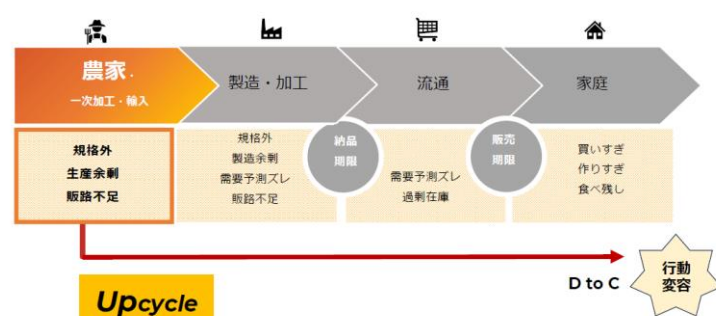 農家.
一次加工・輸入
製造・加工
流通
家庭
規格外
生産余剰
販路不足
規格外
製造余剰
需要予測ズレ
販路不足
納品
期限
需要予測ズレ
過剰在庫
販売
期限
買いすぎ
作りすぎ
食べ残し
D to C
行動
変容
Upcycle